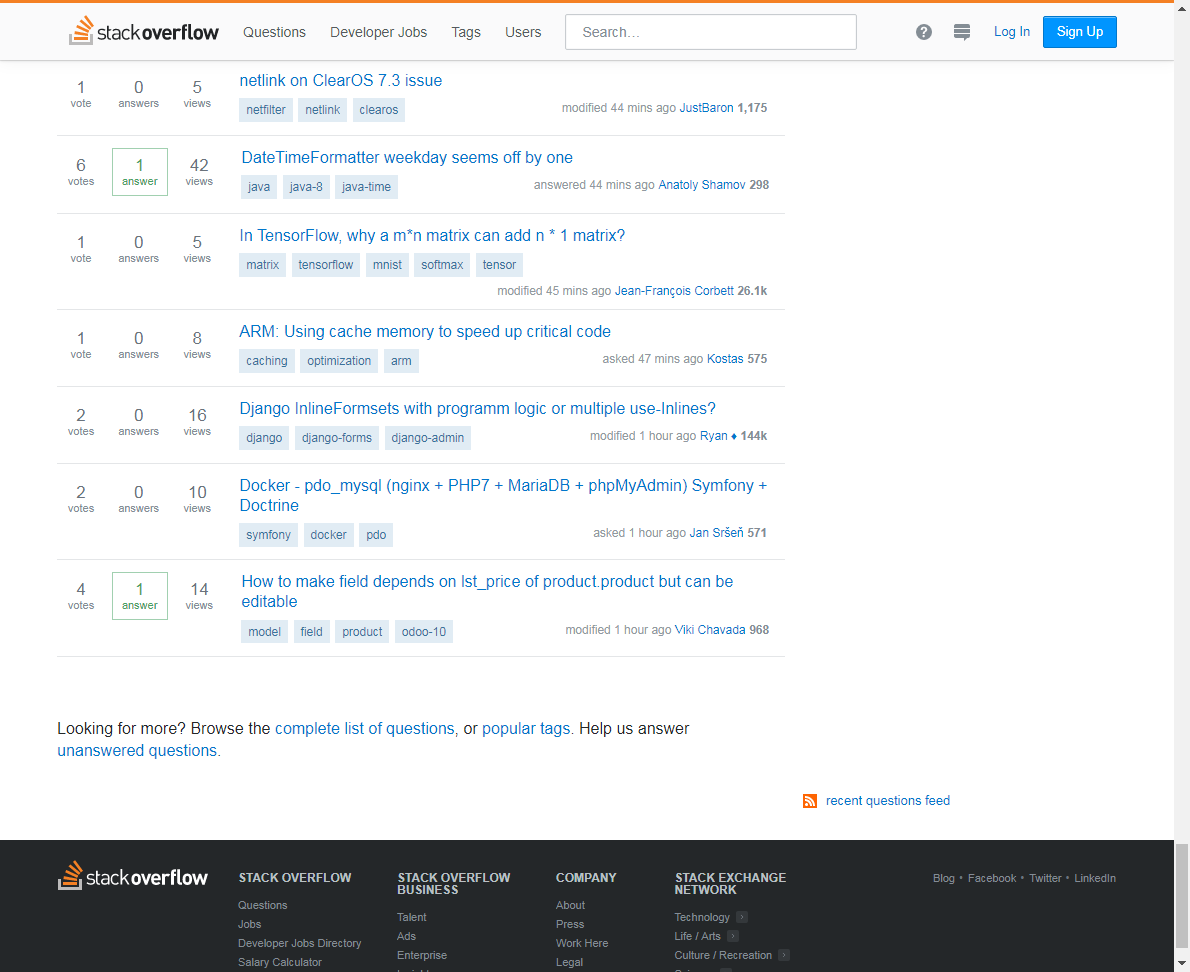 stackoverflow Questions Developer Jobs Tags Users Search... ? Log In Sign Up
netlink on ClearOS 7.3 issue
1 0 5
vote answers views
netfilter netlink clearos
modified 44 mins ago JustBaron 1,175
DateTimeFormatter weekday seems off by one
6 1 42
votes answer views
java java-8 java-time
answered 44 mins ago Anatoly Shamov 298
In TensorFlow, why a m*n matrix can add n * 1 matrix?
1 0 5
vote answers views
matrix tensorflow mnist softmax tensor
modified 45 mins ago Jean-François Corbett 26.1k
ARM: Using cache memory to speed up critical code
1 0 8
vote answers views
caching optimization arm
asked 47 mins ago Kostas 575
Django InlineFormsets with programm logic or multiple use-Inlines?
2 0 16
votes answers views
django django-forms django-admin
modified 1 hour ago Ryan ♦ 144k
Docker - pdo_mysql (nginx + PHP7 + MariaDB + phpMyAdmin) Symfony +
Doctrine
2 0 10
votes answers views
symfony docker pdo
asked 1 hour ago Jan Sršeň 571
How to make field depends on lst_price of product.product but can be
editable
4 1 14
votes answer views
model field product odoo-10
modified 1 hour ago Viki Chavada 968
Looking for more? Browse the complete list of questions, or popular tags. Help us answer
unanswered questions.
recent questions feed
stackoverflow
STACK OVERFLOW
Questions
Jobs
Developer Jobs Directory
Salary Calculator
STACK OVERFLOW
BUSINESS
Talent
Ads
Enterprise
COMPANY
About
Press
Work Here
Legal
STACK EXCHANGE
NETWORK
Technology
Life / Arts
Culture / Recreation
Blog • Facebook • Twitter • LinkedIn